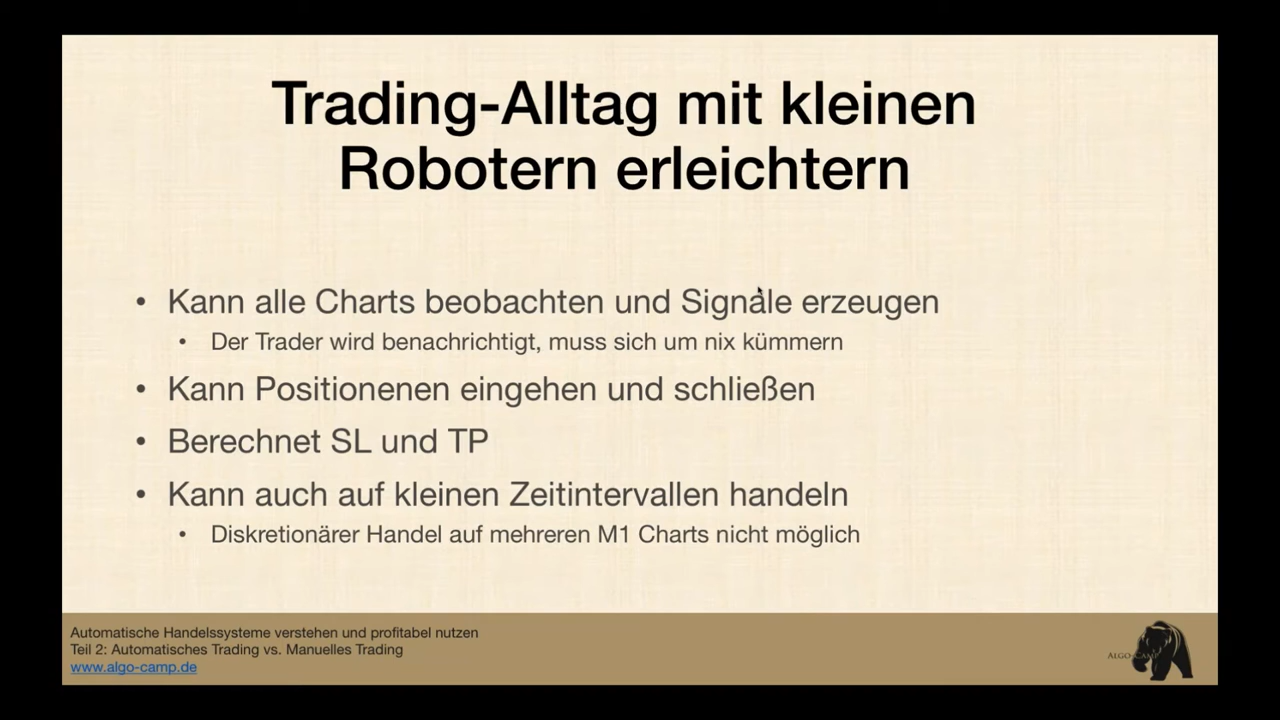 Trading-Alltag mit kleinen
Robotern erleichtern
• Kann alle Charts beobachten und Signale erzeugen
• Der Trader wird benachrichtigt, muss sich um nix kümmern
• Kann Positionenen eingehen und schließen
• Berechnet SL und TP
• Kann auch auf kleinen Zeitintervallen handeln
• Diskretionärer Handel auf mehreren M1 Charts nicht möglich
Automatische Handelssysteme verstehen und profitabel nutzen
Teil 2: Automatisches Trading vs. Manuelles Trading
www.algo-camp.de
ALGO-CAMP